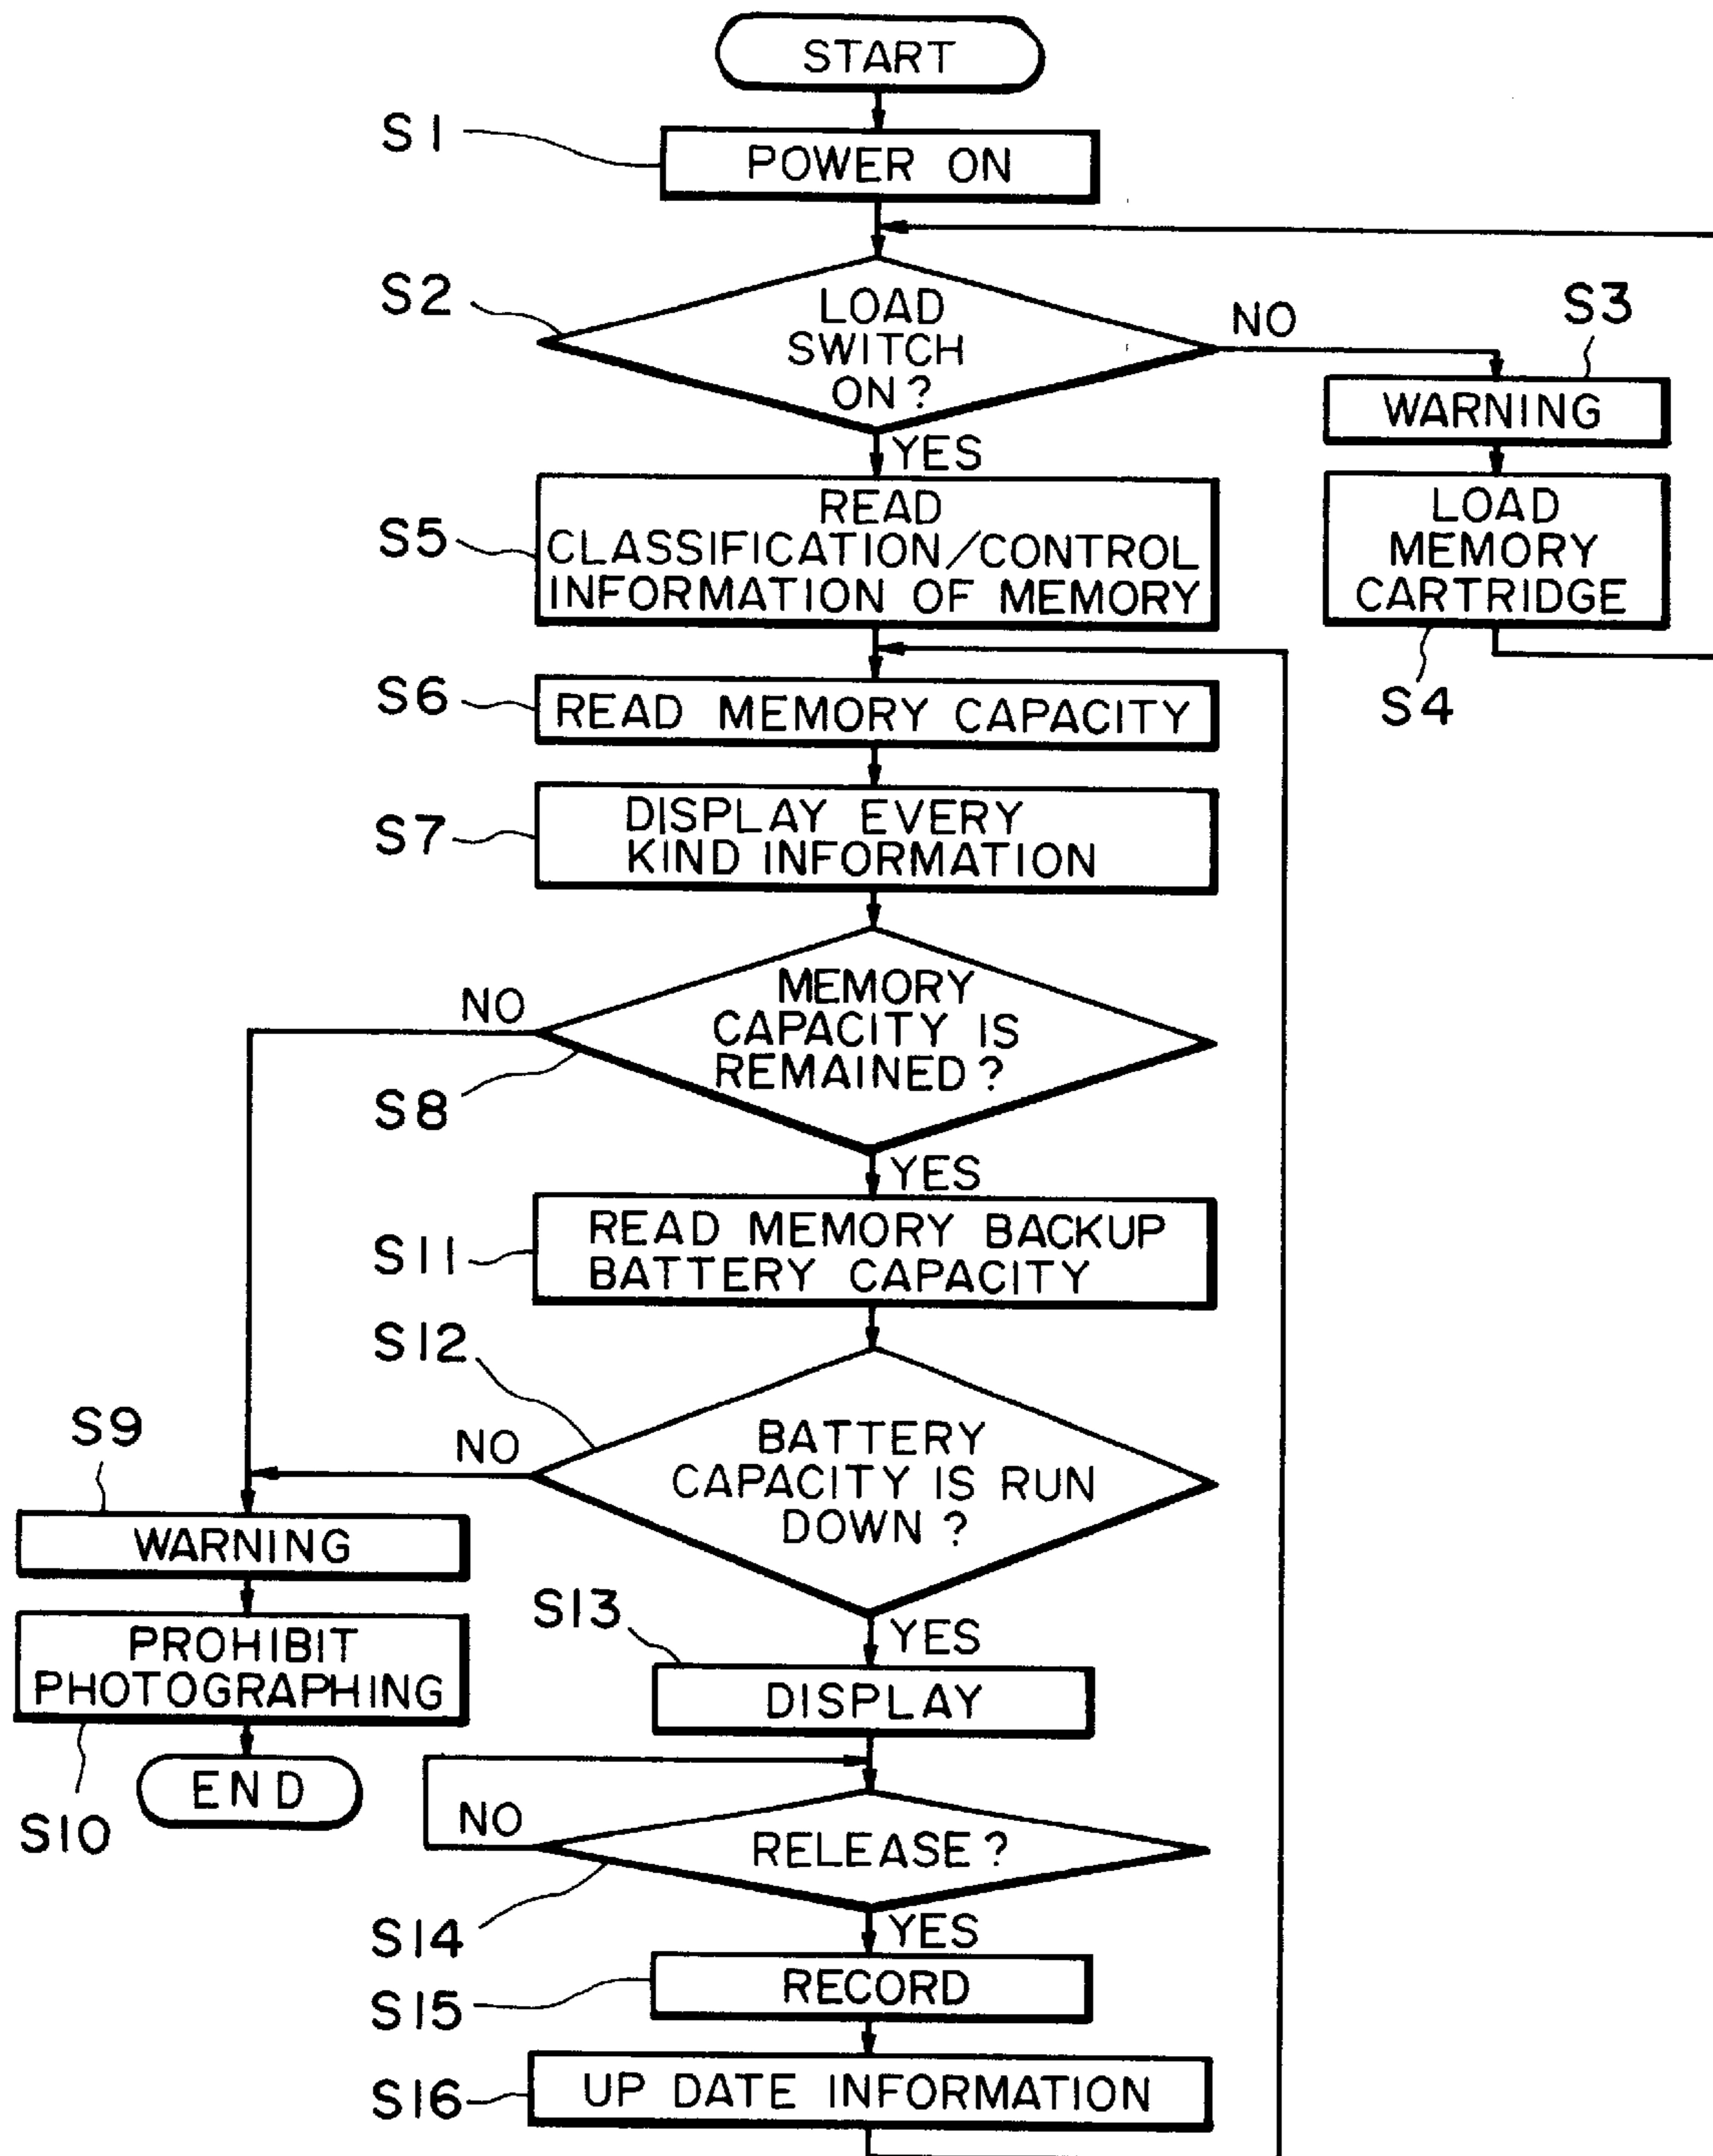 START
S1
POWER ON
S2
LOAD
SWITCH
ON?
NO
S3
WARNING
YES
LOAD
MEMORY
CARTRIDGE
S4
S5
READ
CLASSIFICATION/CONTROL
INFORMATION OF MEMORY
S6
READ MEMORY CAPACITY
S7
DISPLAY EVERY
KIND INFORMATION
NO
MEMORY
CAPACITY IS
REMAINED?
S8
YES
S11
READ MEMORY BACKUP
BATTERY CAPACITY
S12
NO
BATTERY
CAPACITY IS RUN
DOWN?
S9
WARNING
PROHIBIT
PHOTOGRAPHING
S10
END
YES
S13
DISPLAY
NO
RELEASE?
S14
YES
S15
RECORD
S16
UP DATE INFORMATION